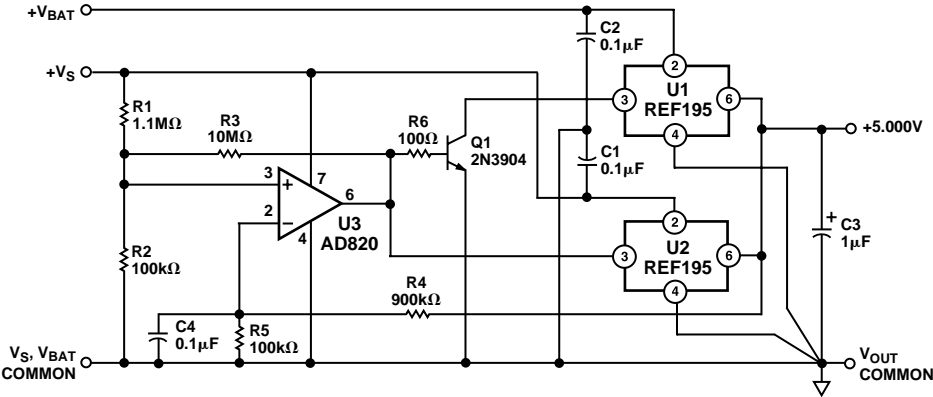 +VBAT
+VS
R1
1.1MΩ
R3
10MΩ
R6
100Ω
Q1
2N3904
C2
0.1µF
C1
0.1µF
2
U1
REF195
3
6
4
+5.000V
3
2
7
6
4
U3
AD820
2
U2
REF195
3
6
4
C3
1µF
+
R2
100kΩ
R4
900kΩ
C4
0.1µF
R5
100kΩ
VS, VBAT
COMMON
VOUT
COMMON